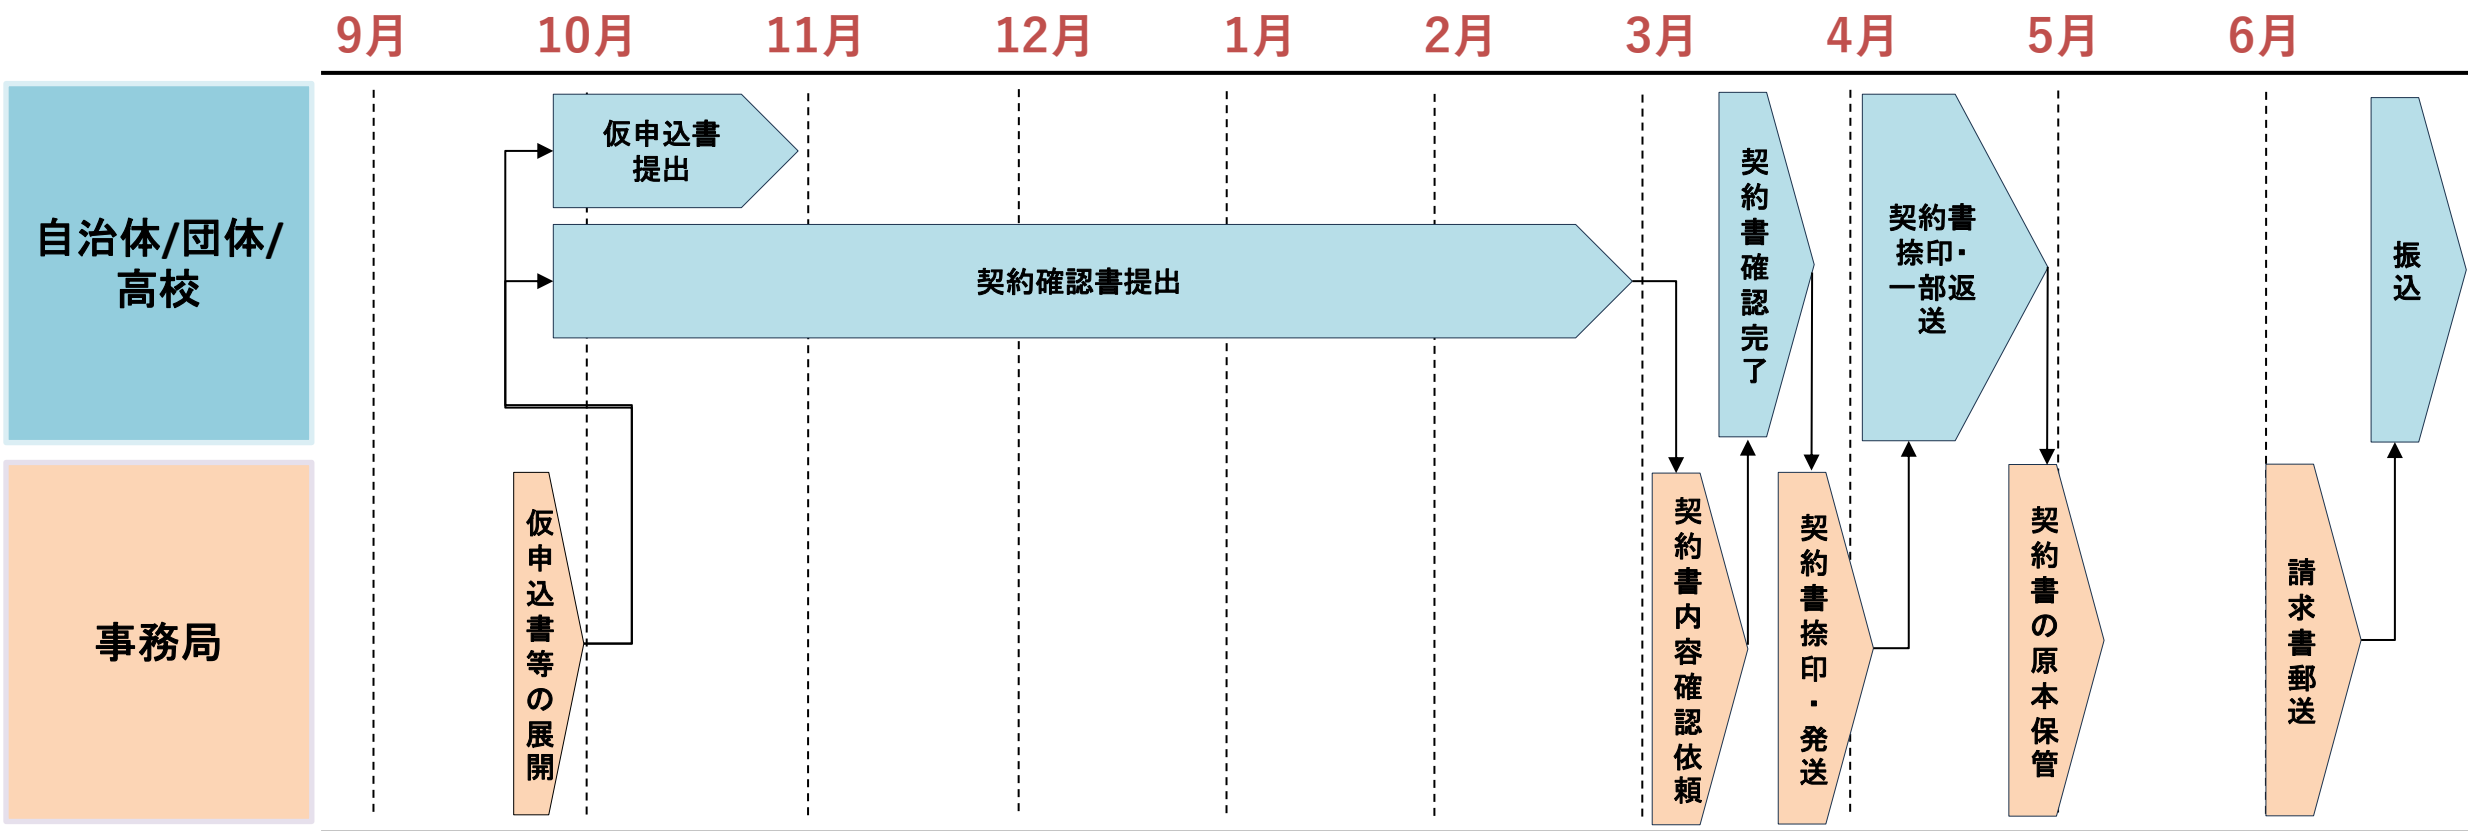 9月 10月 11月 12月 1月 2月 3月 4月 5月 6月
自治体/団体/
高校
仮申込書
提出
契約確認書提出
契約書確認完了
契約書
捺印・
一部返
送
振込
事務局
仮申込書等の展開
契約書内容確認依頼
契約書捺印・発送
契約書の原本保管
請求書郵送